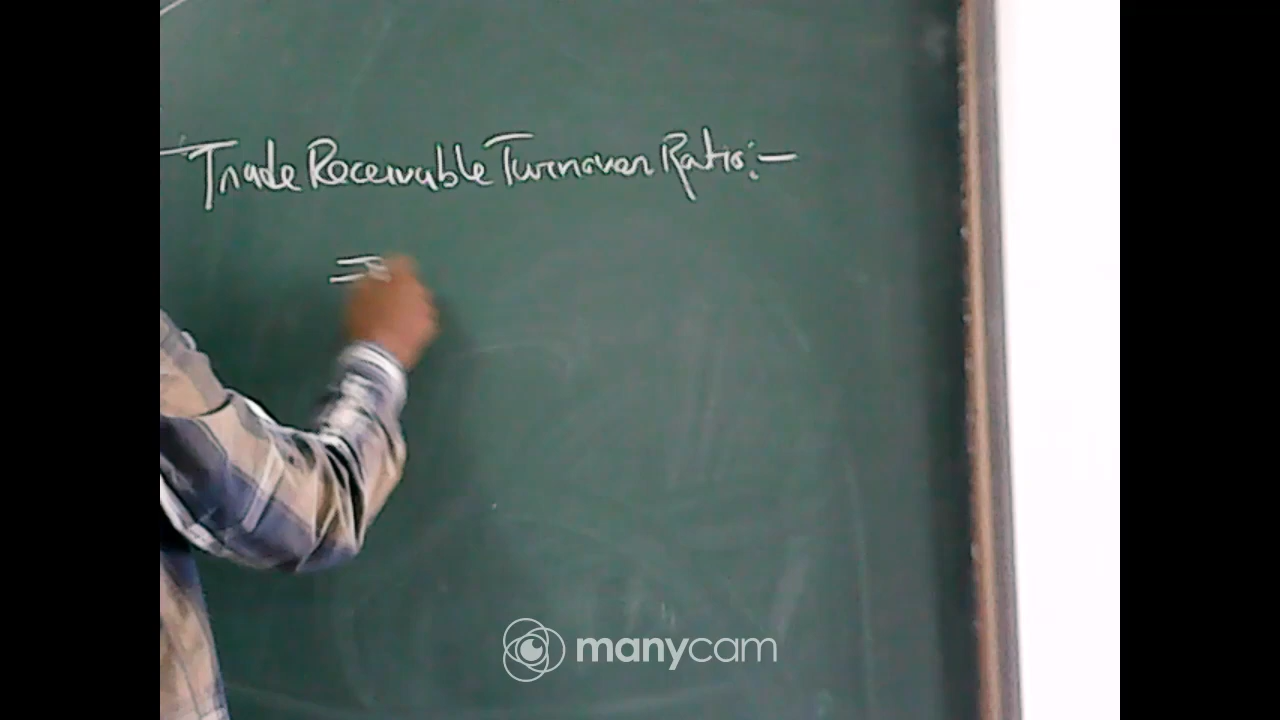 Trade Receivable Turnover Ratio:-
=
manycam